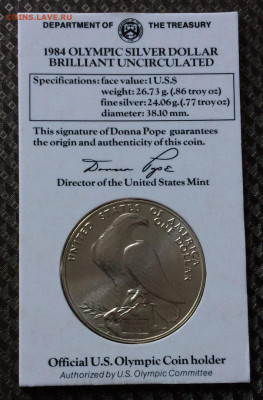 coins.LAVE.RU
DEPARTMENT OF THE TREASURY
1984 OLYMPIC SILVER DOLLAR
BRILLIANT UNCIRCULATED
Specifications: face value: 1 U.S.$
weight: 26.73 g. (.86 troy oz)
fine silver: 24.06 g. (.77 troy oz)
diameter: 38.10 mm.
This signature of Donna Pope guarantees
the origin and authenticity of this coin.
Donna Pope
Director of the United States Mint
UNITED STATES OF AMERICA
ONE DOLLAR
Official U.S. Olympic Coin holder
Authorized by U.S. Olympic Committee